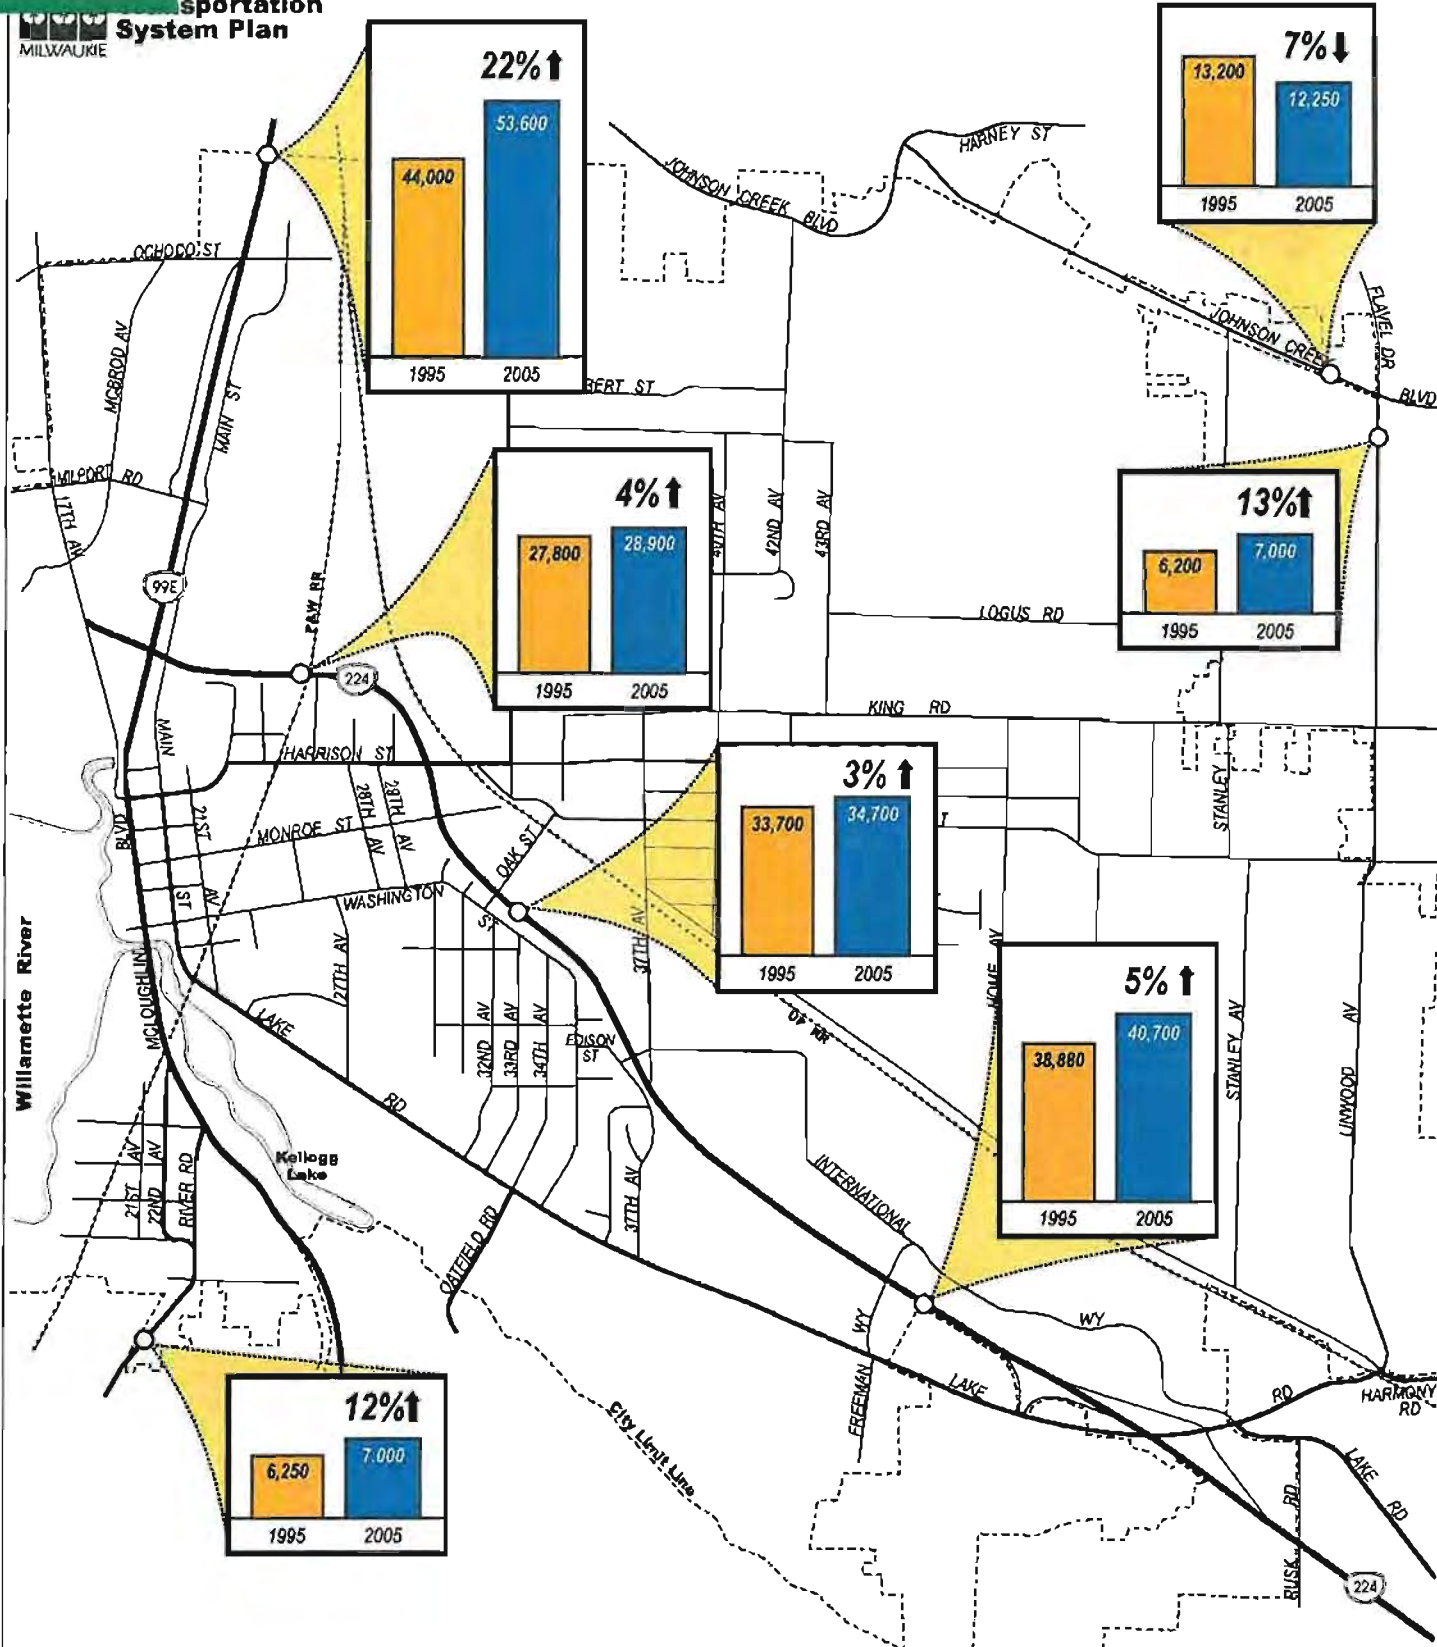 sportation
System Plan
MILWAUKIE
22%
44,000
53,600
1995 2005
7%
13,200
12,250
1995 2005
HARNEY ST
JOHNSON CREEK BLVD
OCHOCO ST
MCBROD AV
MAIN ST
BERT ST
JOHNSON CREEK BLVD
FLAVEL DR
MILPORT RD
17TH AV
99E
4%
27,800
28,900
1995 2005
40TH AV
42ND AV
43RD AV
13%
6,200
7,000
1995 2005
LOGUS RD
224
KING RD
MAIN
HARRISON ST
3%
33,700
34,700
1995 2005
STANLEY
28TH AV
29TH AV
21ST AV
MONROE ST
BLVD
OAK ST
WASHINGTON ST
ST
37TH AV
27TH AV
HOME AV
Willamette River
MCLOUGHLIN
LAKE RD
32ND AV
33RD AV
34TH AV
EDISON ST
5%
38,880
40,700
1995 2005
STANLEY AV
LINWOOD AV
Kellogg
Lake
21ST AV
22ND AV
RIVER RD
37TH AV
OATFIELD RD
INTERNATIONAL WY
FREEMAN WY
LAKE RD
HARMONY
RD
12%
6,250
7,000
1995 2005
City Limit Line
LAKE RD
RUSK RD
224